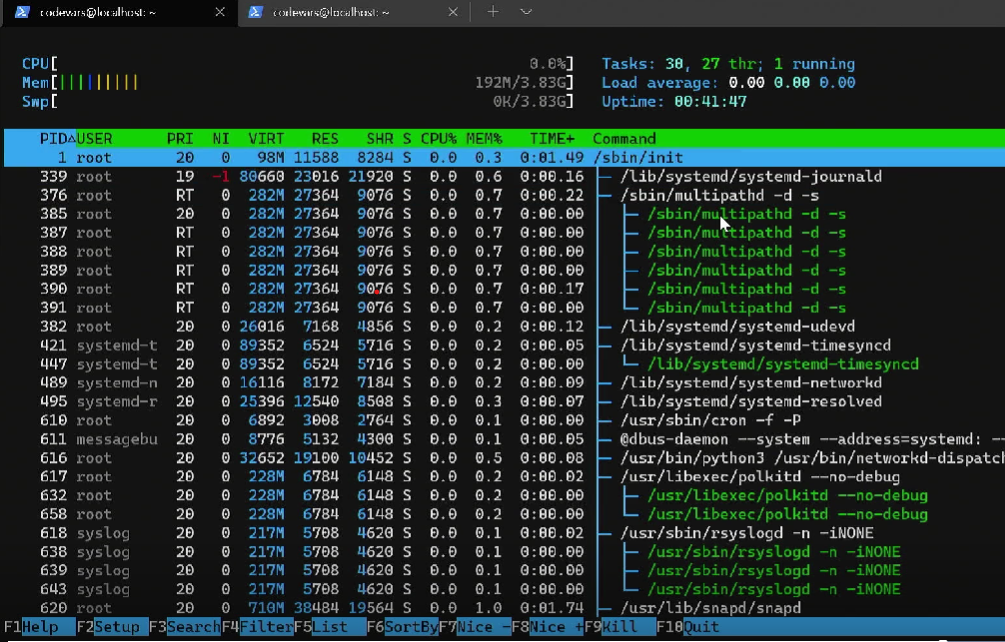 codewars@localhost: ~ × codewars@localhost: ~ × +
CPU[ 0.0%] Tasks: 30, 27 thr; 1 running
Mem[||||||||| 192M/3.83G] Load average: 0.00 0.00 0.00
Swp[ 0K/3.83G] Uptime: 00:41:47
PID△USER PRI NI VIRT RES SHR S CPU% MEM% TIME+ Command
1 root 20 0 98M 11588 8284 S 0.0 0.3 0:01.49 /sbin/init
339 root 19 -1 80660 23016 21920 S 0.0 0.6 0:00.16 ├─ /lib/systemd/systemd-journald
376 root RT 0 282M 27364 9076 S 0.0 0.7 0:00.22 ├─ /sbin/multipathd -d -s
385 root 20 0 282M 27364 9076 S 0.0 0.7 0:00.00 │ ├─ /sbin/multipathd -d -s
387 root RT 0 282M 27364 9076 S 0.0 0.7 0:00.00 │ ├─ /sbin/multipathd -d -s
388 root RT 0 282M 27364 9076 S 0.0 0.7 0:00.00 │ ├─ /sbin/multipathd -d -s
389 root RT 0 282M 27364 9076 S 0.0 0.7 0:00.00 │ ├─ /sbin/multipathd -d -s
390 root RT 0 282M 27364 9076 S 0.0 0.7 0:00.17 │ ├─ /sbin/multipathd -d -s
391 root RT 0 282M 27364 9076 S 0.0 0.7 0:00.00 │ └─ /sbin/multipathd -d -s
382 root 20 0 26016 7168 4856 S 0.0 0.2 0:00.12 ├─ /lib/systemd/systemd-udevd
421 systemd-t 20 0 89352 6524 5716 S 0.0 0.2 0:00.05 ├─ /lib/systemd/systemd-timesyncd
447 systemd-t 20 0 89352 6524 5716 S 0.0 0.2 0:00.00 │ └─ /lib/systemd/systemd-timesyncd
489 systemd-n 20 0 16116 8172 7184 S 0.0 0.2 0:00.09 ├─ /lib/systemd/systemd-networkd
495 systemd-r 20 0 25396 12540 8508 S 0.0 0.3 0:00.07 ├─ /lib/systemd/systemd-resolved
610 root 20 0 6892 3008 2764 S 0.0 0.1 0:00.00 ├─ /usr/sbin/cron -f -P
611 messagebu 20 0 8776 5132 4300 S 0.0 0.1 0:00.05 ├─ @dbus-daemon --system --address=systemd: -
616 root 20 0 32652 19100 10452 S 0.0 0.5 0:00.08 ├─ /usr/bin/python3 /usr/bin/networkd-dispatc
617 root 20 0 228M 6784 6148 S 0.0 0.2 0:00.02 ├─ /usr/libexec/polkitd --no-debug
632 root 20 0 228M 6784 6148 S 0.0 0.2 0:00.00 │ ├─ /usr/libexec/polkitd --no-debug
658 root 20 0 228M 6784 6148 S 0.0 0.2 0:00.00 │ └─ /usr/libexec/polkitd --no-debug
618 syslog 20 0 217M 5708 4620 S 0.0 0.1 0:00.02 ├─ /usr/sbin/rsyslogd -n -iNONE
638 syslog 20 0 217M 5708 4620 S 0.0 0.1 0:00.00 │ ├─ /usr/sbin/rsyslogd -n -iNONE
639 syslog 20 0 217M 5708 4620 S 0.0 0.1 0:00.00 │ ├─ /usr/sbin/rsyslogd -n -iNONE
643 syslog 20 0 217M 5708 4620 S 0.0 0.1 0:00.00 │ └─ /usr/sbin/rsyslogd -n -iNONE
620 root 20 0 710M 38484 19564 S 0.0 1.0 0:01.74 ├─ /usr/lib/snapd/snapd
F1Help F2Setup F3SearchF4FilterF5List F6SortByF7Nice -F8Nice +F9Kill F10Quit